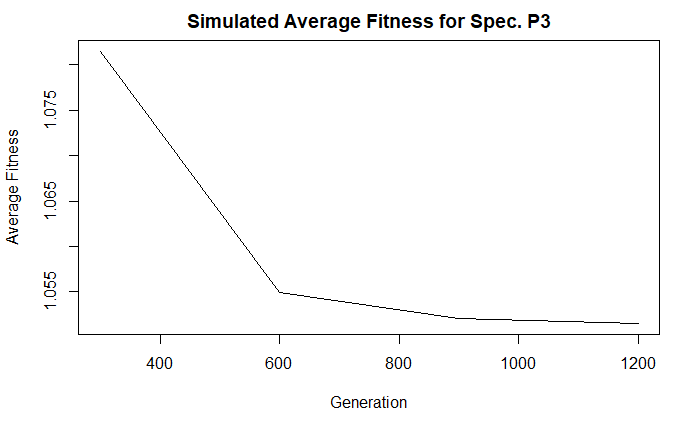 Simulated Average Fitness for Spec. P3
Average Fitness
1.075
1.065
1.055
400 600 800 1000 1200
Generation